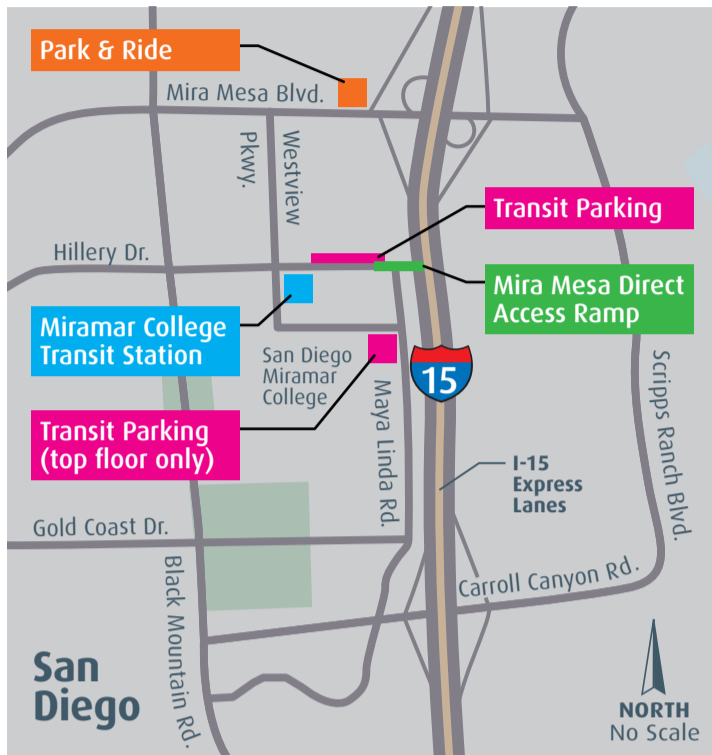 Park & Ride
Mira Mesa Blvd.
Westview
Pkwy.
Transit Parking
Hillery Dr.
Mira Mesa Direct
Access Ramp
Miramar College
Transit Station
San Diego
Miramar
College
15
Transit Parking
(top floor only)
Maya Linda Rd.
Scripps Ranch Blvd.
I-15
Express
Lanes
Gold Coast Dr.
Black Mountain Rd.
Carroll Canyon Rd.
San
Diego
NORTH
No Scale